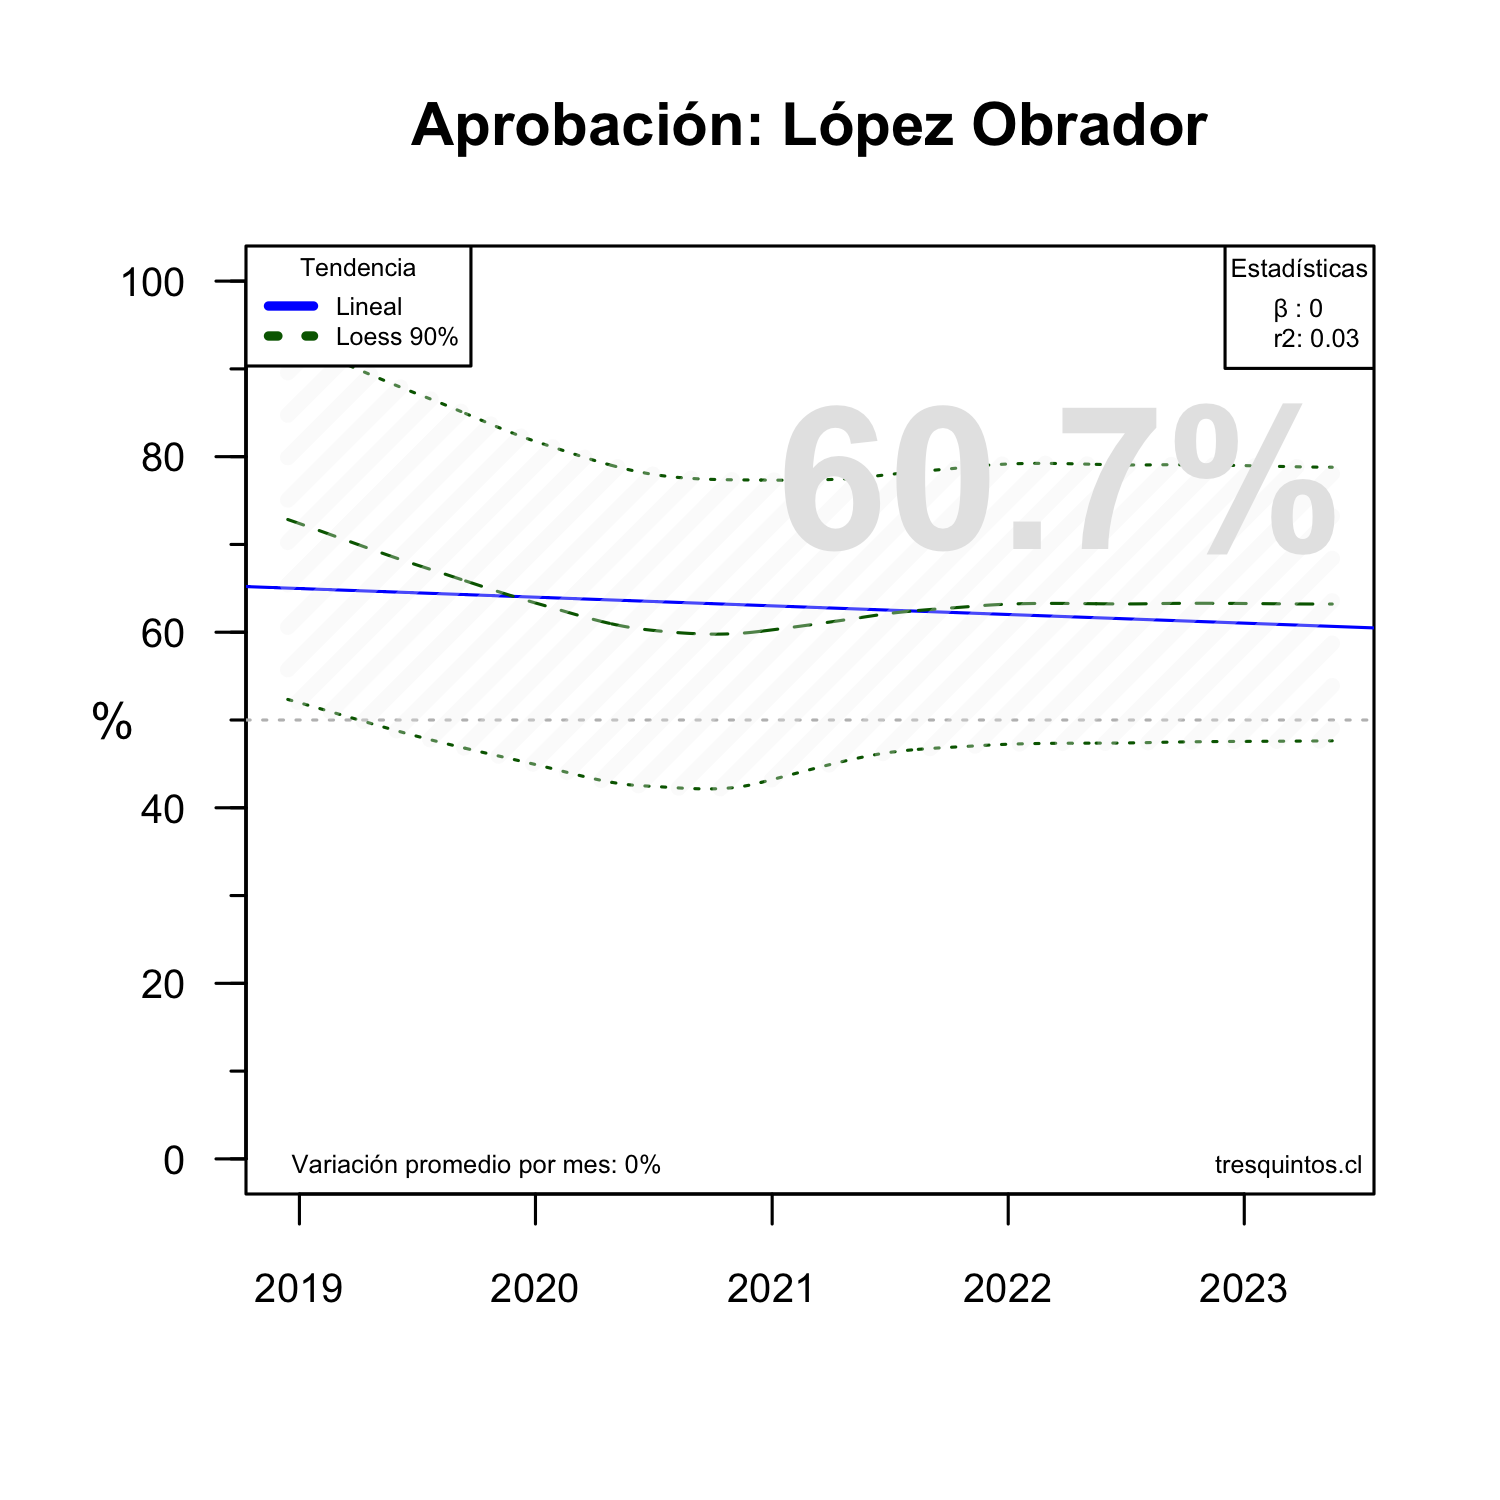 Aprobación: López Obrador
Tendencia
Lineal
Loess 90%
Estadísticas
β : 0
r2: 0.03
60.7%
100
80
60
40
20
0
%
Variación promedio por mes: 0%
tresquintos.cl
2019
2020
2021
2022
2023